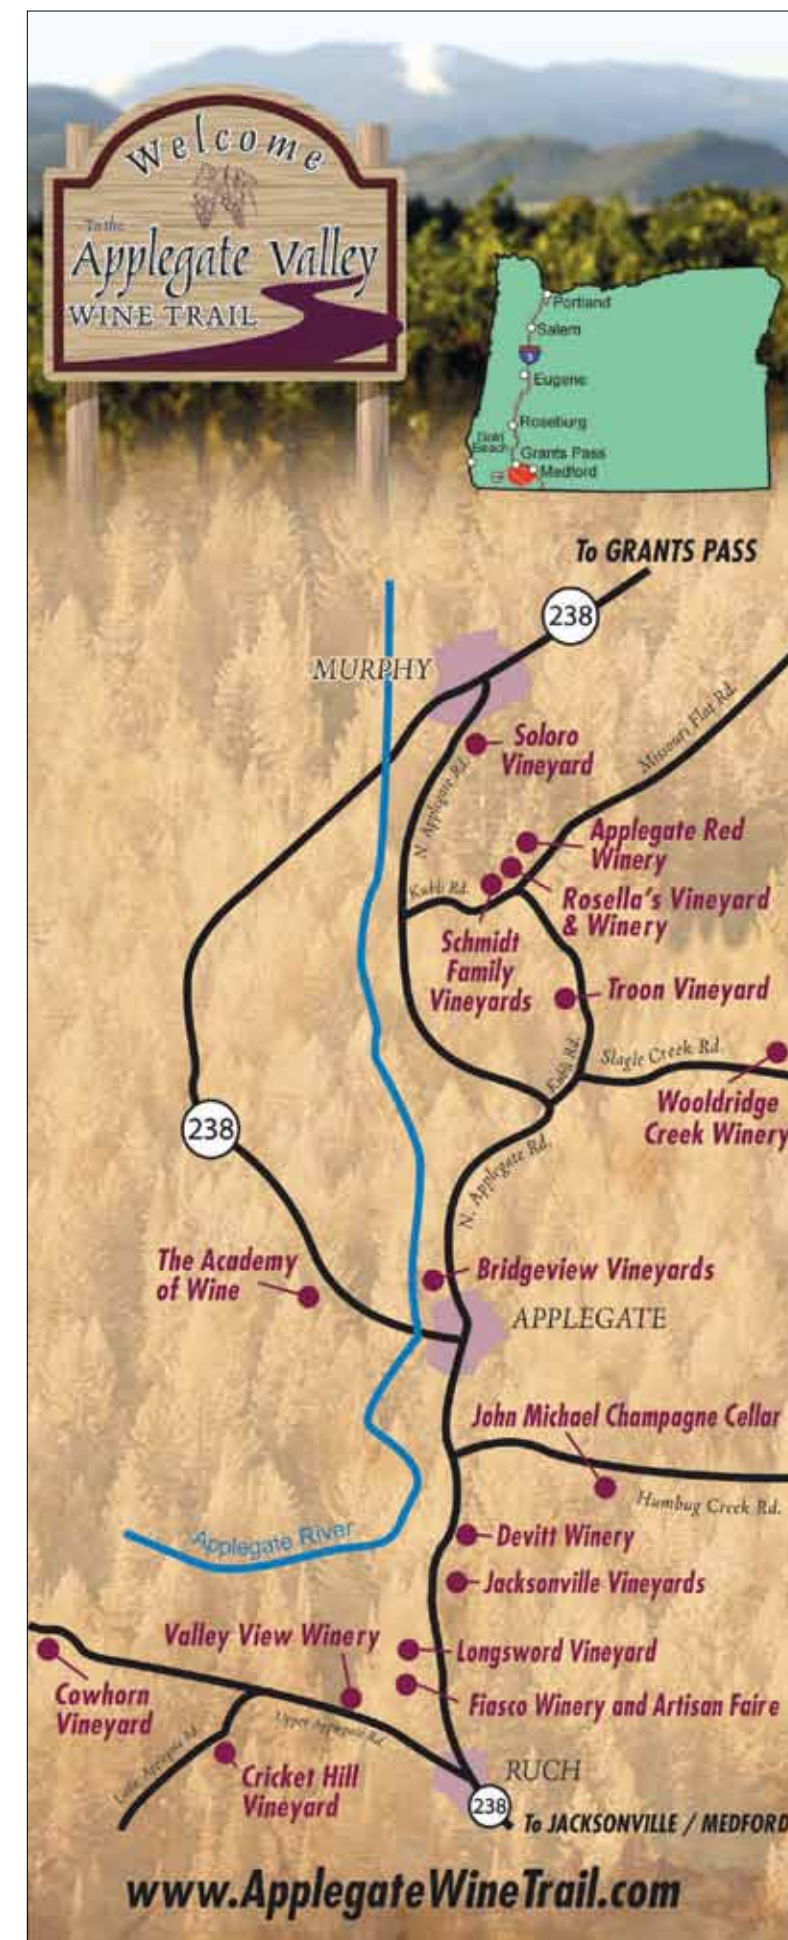 Welcome
To the
Applegate Valley
WINE TRAIL
Portland
Salem
5
Eugene
Roseburg
Gold
Beach
Grants Pass
Medford
To GRANTS PASS
238
MURPHY
Missouri Flat Rd.
Soloro
Vineyard
N. Applegate Rd.
Applegate Red
Winery
Kubli Rd.
Rosella's Vineyard
& Winery
Schmidt
Family
Vineyards
Troon Vineyard
Kubli Rd.
Slagle Creek Rd.
Wooldridge
Creek Winery
238
N. Applegate Rd.
The Academy
of Wine
Bridgeview Vineyards
APPLEGATE
John Michael Champagne Cellar
Humbug Creek Rd.
Applegate River
Devitt Winery
Jacksonville Vineyards
Valley View Winery
Longsword Vineyard
Cowhorn
Vineyard
Fiasco Winery and Artisan Faire
Upper Applegate Rd.
Little Applegate Rd.
Cricket Hill
Vineyard
RUCH
238
To JACKSONVILLE / MEDFORD
www.ApplegateWineTrail.com